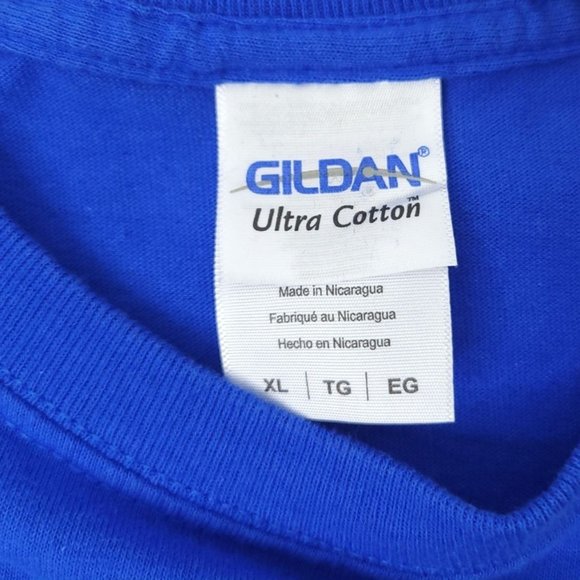 GILDAN®
Ultra Cotton™
Made in Nicaragua
Fabriqué au Nicaragua
Hecho en Nicaragua
XL | TG | EG